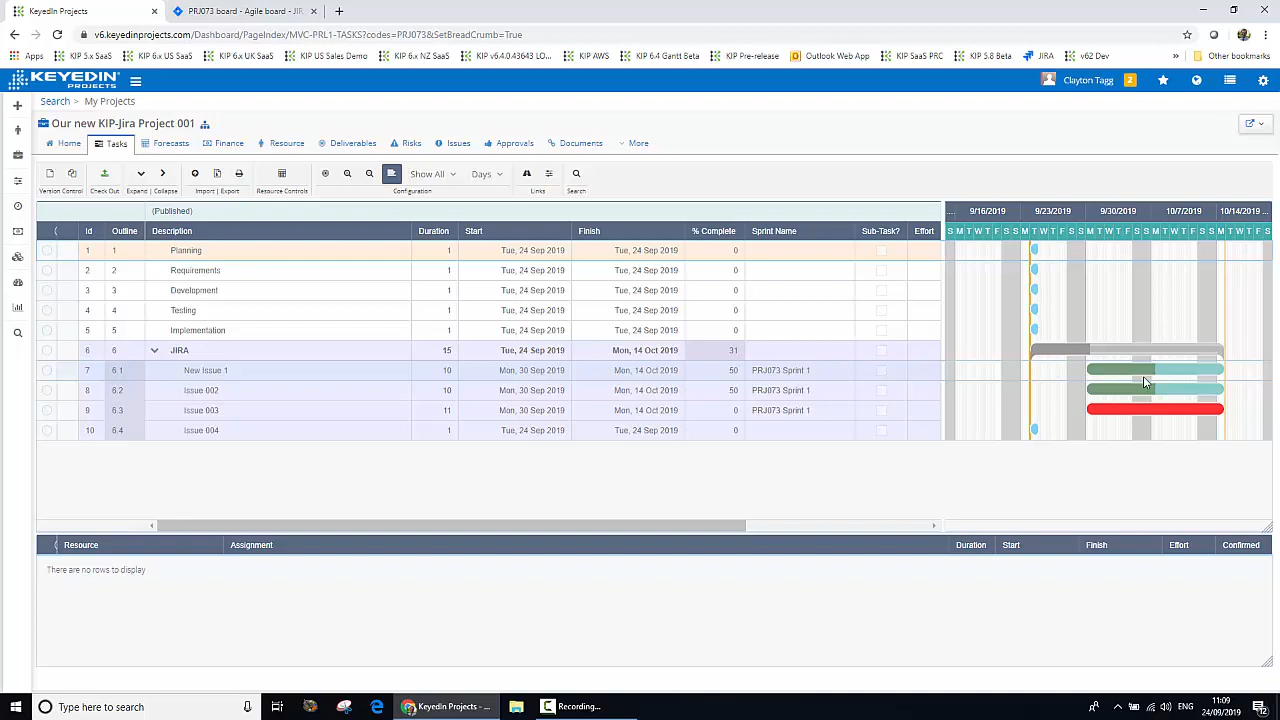 KeyedIn Projects × PRJ073 board - Agile board - JIR × +
v6.keyedinprojects.com/Dashboard/PageIndex/MVC-PRL1-TASKS?codes=PRJ073&SetBreadCrumb=True
Apps KIP 5.x SaaS KIP 6.x US SaaS KIP 6.x UK SaaS KIP US Sales Demo KIP 6.x NZ SaaS KIP v6.4.0.43643 LO... KIP AWS KIP 6.4 Gantt Beta KIP Pre-release Outlook Web App KIP SaaS PRC KIP 5.8 Beta JIRA v62 Dev » Other bookmarks
KEYEDIN PROJECTS Clayton Tagg 2
Search > My Projects
Our new KIP-Jira Project 001
Home Tasks Forecasts Finance Resource Deliverables Risks Issues Approvals Documents More
Show All Days
Version Control Check Out Expand | Collapse Import | Export Resource Controls Configuration Links Search
(Published) ... 9/16/2019 9/23/2019 9/30/2019 10/7/2019 10/14/2019 ...
Id Outline Description Duration Start Finish % Complete Sprint Name Sub-Task? Effort S M T W T F S S M T W T F S S M T W T F S S M T W T F S S M T W T F S
1 1 Planning 1 Tue, 24 Sep 2019 Tue, 24 Sep 2019 0
2 2 Requirements 1 Tue, 24 Sep 2019 Tue, 24 Sep 2019 0
3 3 Development 1 Tue, 24 Sep 2019 Tue, 24 Sep 2019 0
4 4 Testing 1 Tue, 24 Sep 2019 Tue, 24 Sep 2019 0
5 5 Implementation 1 Tue, 24 Sep 2019 Tue, 24 Sep 2019 0
6 6 JIRA 15 Tue, 24 Sep 2019 Mon, 14 Oct 2019 31
7 6.1 New Issue 1 10 Mon, 30 Sep 2019 Mon, 14 Oct 2019 50 PRJ073 Sprint 1
8 6.2 Issue 002 10 Mon, 30 Sep 2019 Mon, 14 Oct 2019 50 PRJ073 Sprint 1
9 6.3 Issue 003 11 Mon, 30 Sep 2019 Mon, 14 Oct 2019 0 PRJ073 Sprint 1
10 6.4 Issue 004 1 Tue, 24 Sep 2019 Tue, 24 Sep 2019 0
Resource Assignment Duration Start Finish Effort Confirmed
There are no rows to display
Type here to search KeyedIn Projects - ... Recording... ENG 11:09
24/09/2019